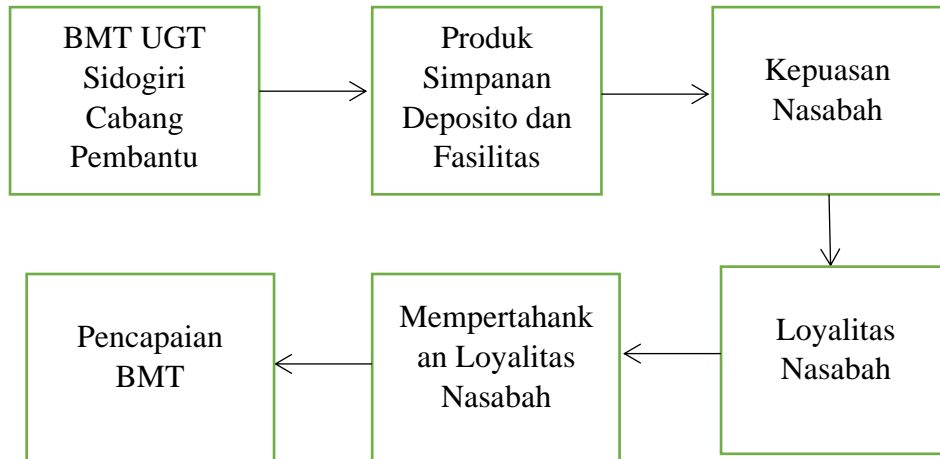 BMT UGT
Sidogiri
Cabang
Pembantu
Produk
Simpanan
Deposito dan
Fasilitas
Kepuasan
Nasabah
Loyalitas
Nasabah
Mempertahank
an Loyalitas
Nasabah
Pencapaian
BMT